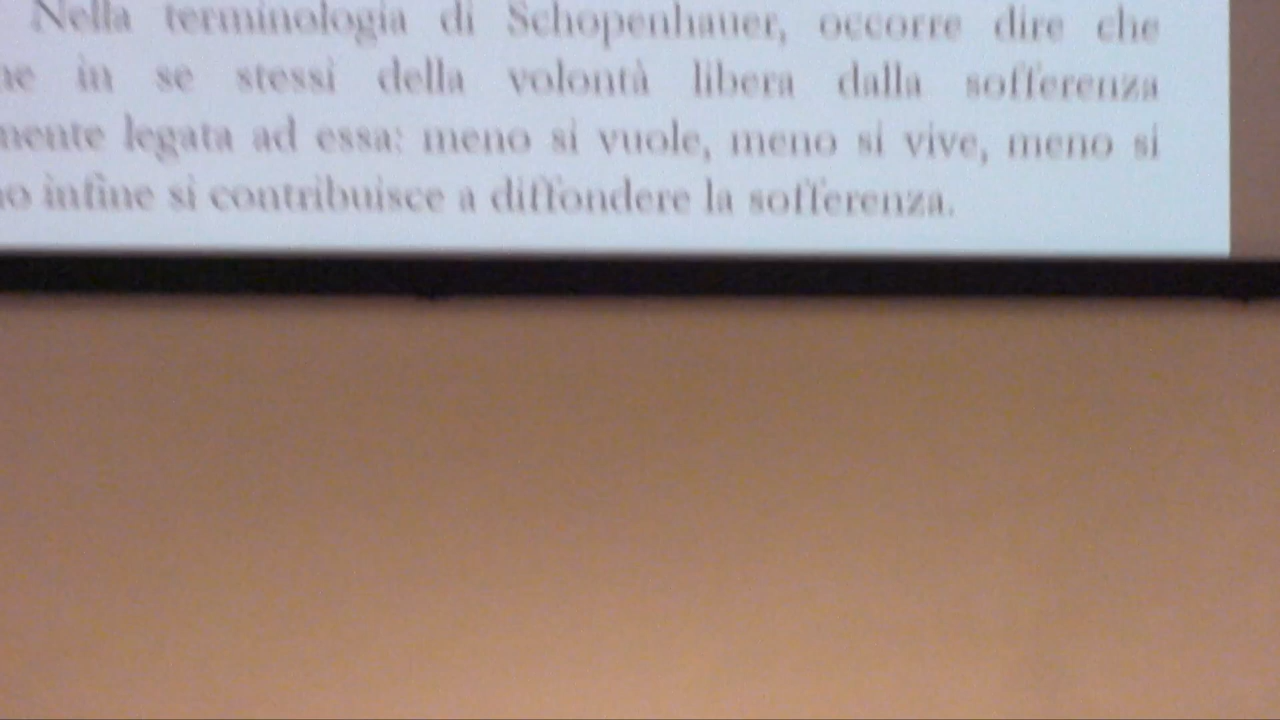 Nella terminologia di Schopenhauer, occorre dire che
in se stessi della volontà libera dalla sofferenza
legata ad essa: meno si vuole, meno si vive, meno si
infine si contribuisce a diffondere la sofferenza.